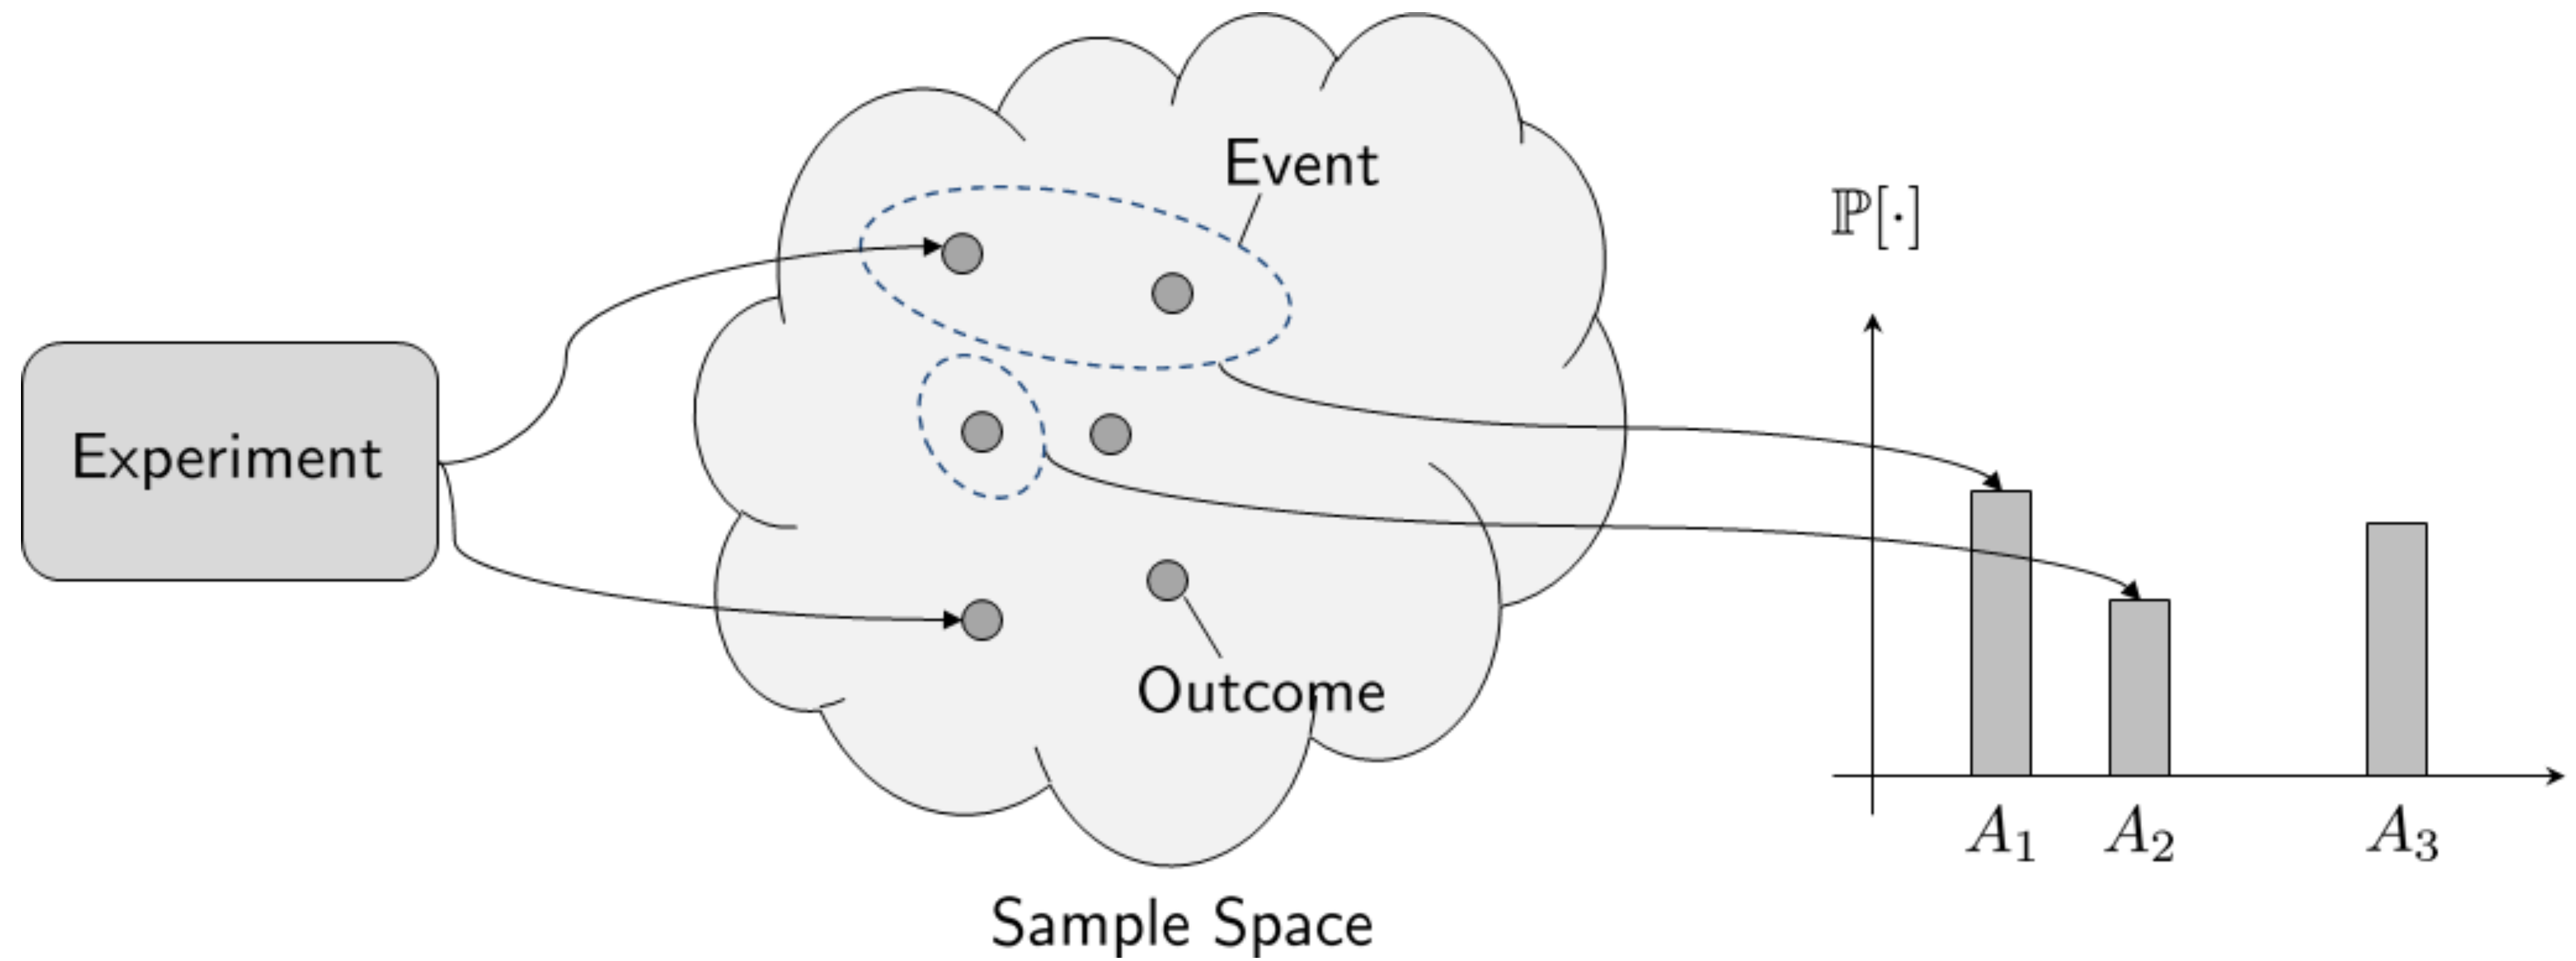 Event
ℙ[·]
Experiment
Outcome
A₁ A₂ A₃
Sample Space